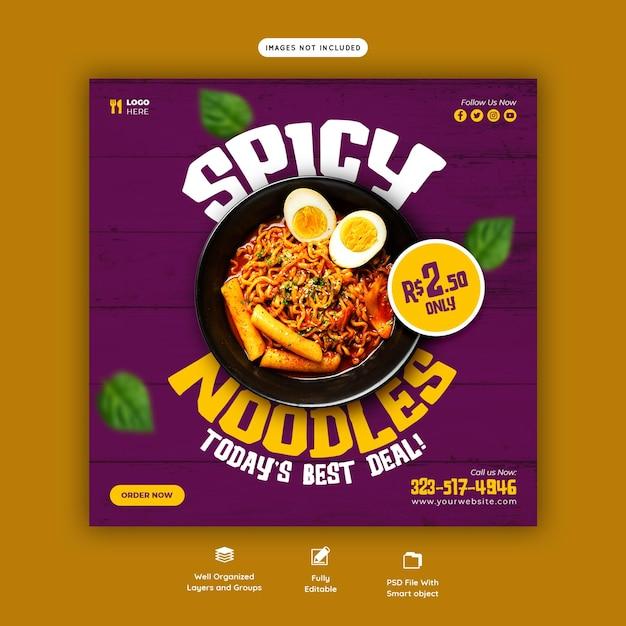 IMAGES NOT INCLUDED
LOGO
HERE
Follow Us Now
SPICY
R$2.50
ONLY
NOODLES
TODAY'S BEST DEAL!
ORDER NOW
Call us Now:
323-517-4946
www.yourwebsite.com
Well Organized
Layers and Groups
Fully
Editable
PSD File With
Smart object